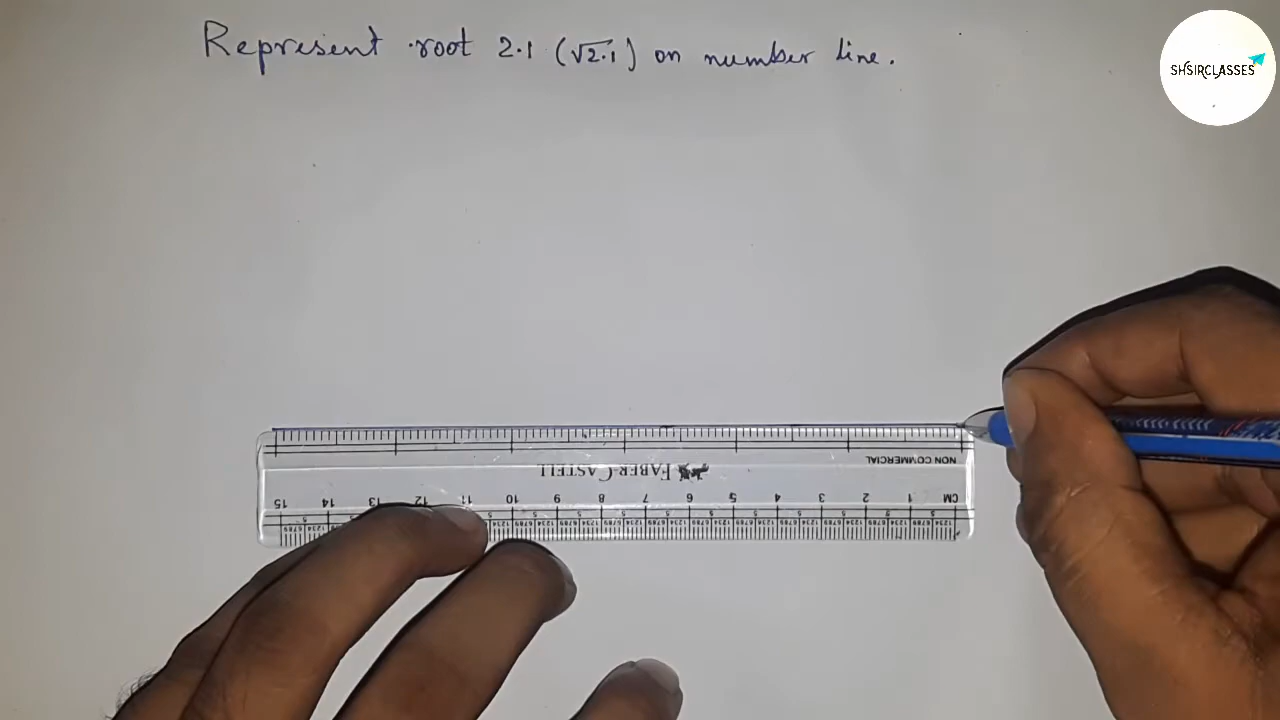 Represent root 2.1 (√2.1) on number line.
SHSIRCLASSES
NON COMMERCIAL
FABER-CASTELL
15 14 13 12 11 10 9 8 7 6 5 4 3 2 1 CM